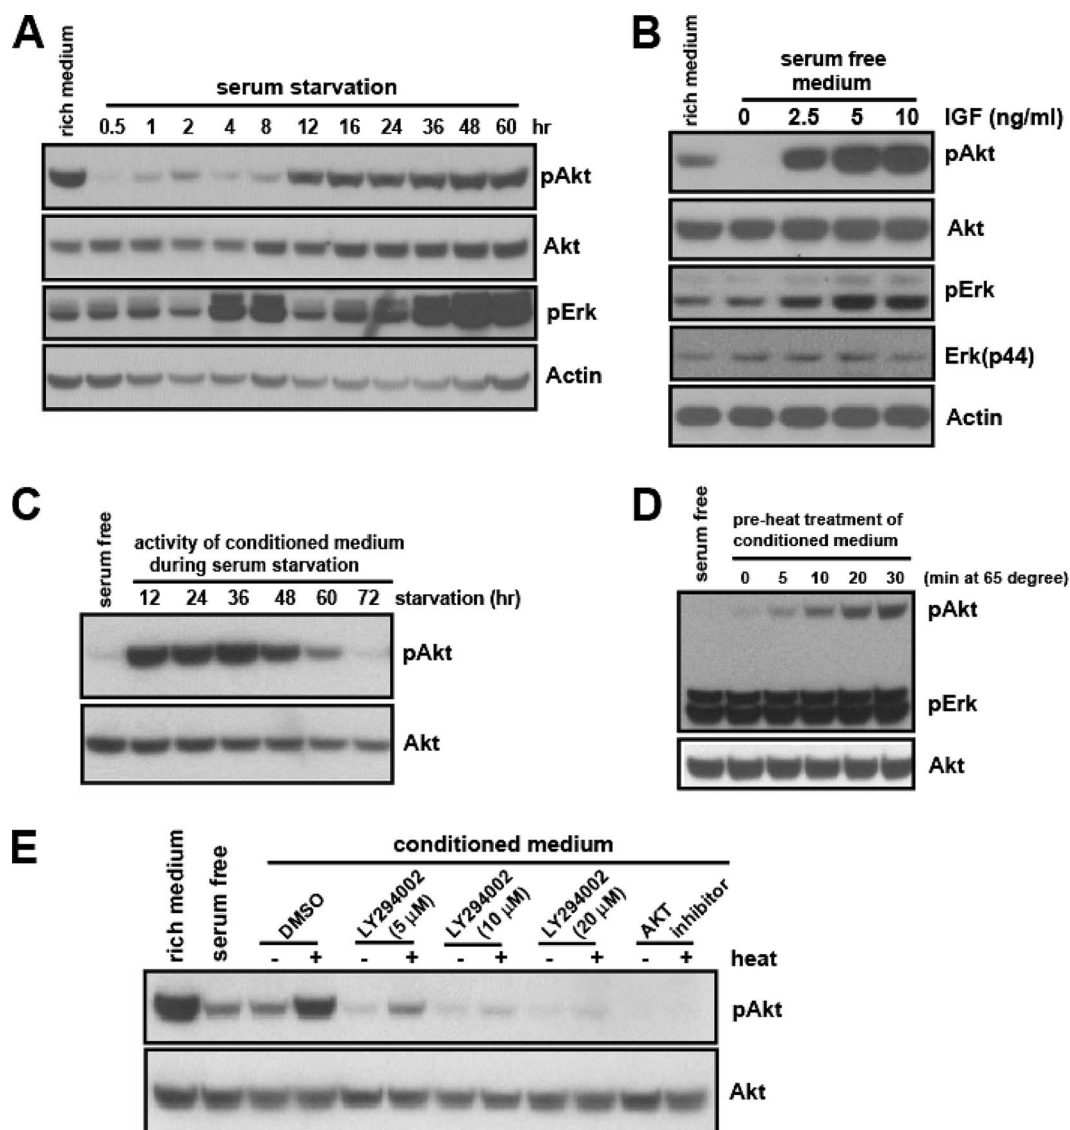 A
rich medium
serum starvation
0.5 1 2 4 8 12 16 24 36 48 60 hr
pAkt
Akt
pErk
Actin
B
rich medium
serum free
medium
0 2.5 5 10 IGF (ng/ml)
pAkt
Akt
pErk
Erk(p44)
Actin
C
serum free
activity of conditioned medium
during serum starvation
12 24 36 48 60 72 starvation (hr)
pAkt
Akt
D
serum free
pre-heat treatment of
conditioned medium
0 5 10 20 30 (min at 65 degree)
pAkt
pErk
Akt
E
rich medium
serum free
conditioned medium
DMSO
LY294002
(5 μM)
LY294002
(10 μM)
LY294002
(20 μM)
AKT
inhibitor
- + - + - + - + - + heat
pAkt
Akt